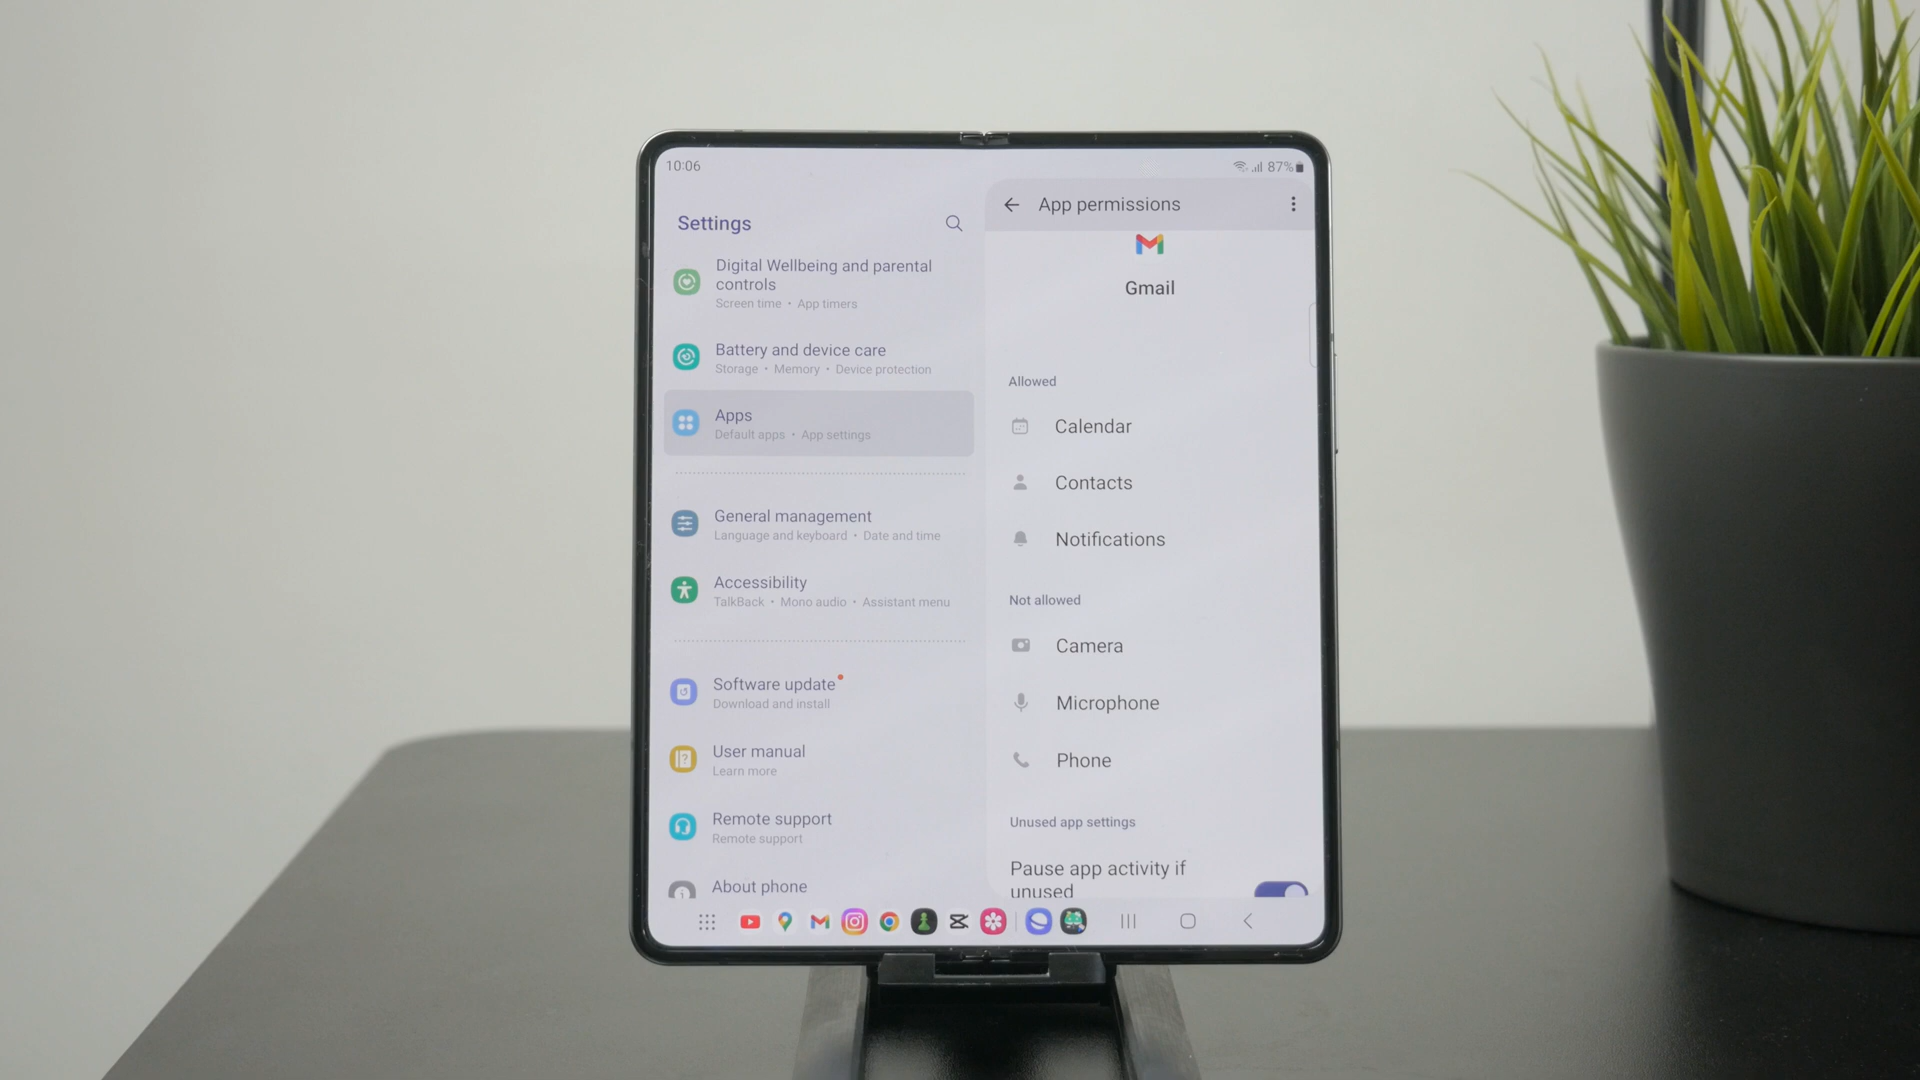 10:06
87%
Settings
Digital Wellbeing and parental
controls
Screen time • App timers
Battery and device care
Storage • Memory • Device protection
Apps
Default apps • App settings
General management
Language and keyboard • Date and time
Accessibility
TalkBack • Mono audio • Assistant menu
Software update
Download and install
User manual
Learn more
Remote support
Remote support
About phone
App permissions
Gmail
Allowed
Calendar
Contacts
Notifications
Not allowed
Camera
Microphone
Phone
Unused app settings
Pause app activity if
unused